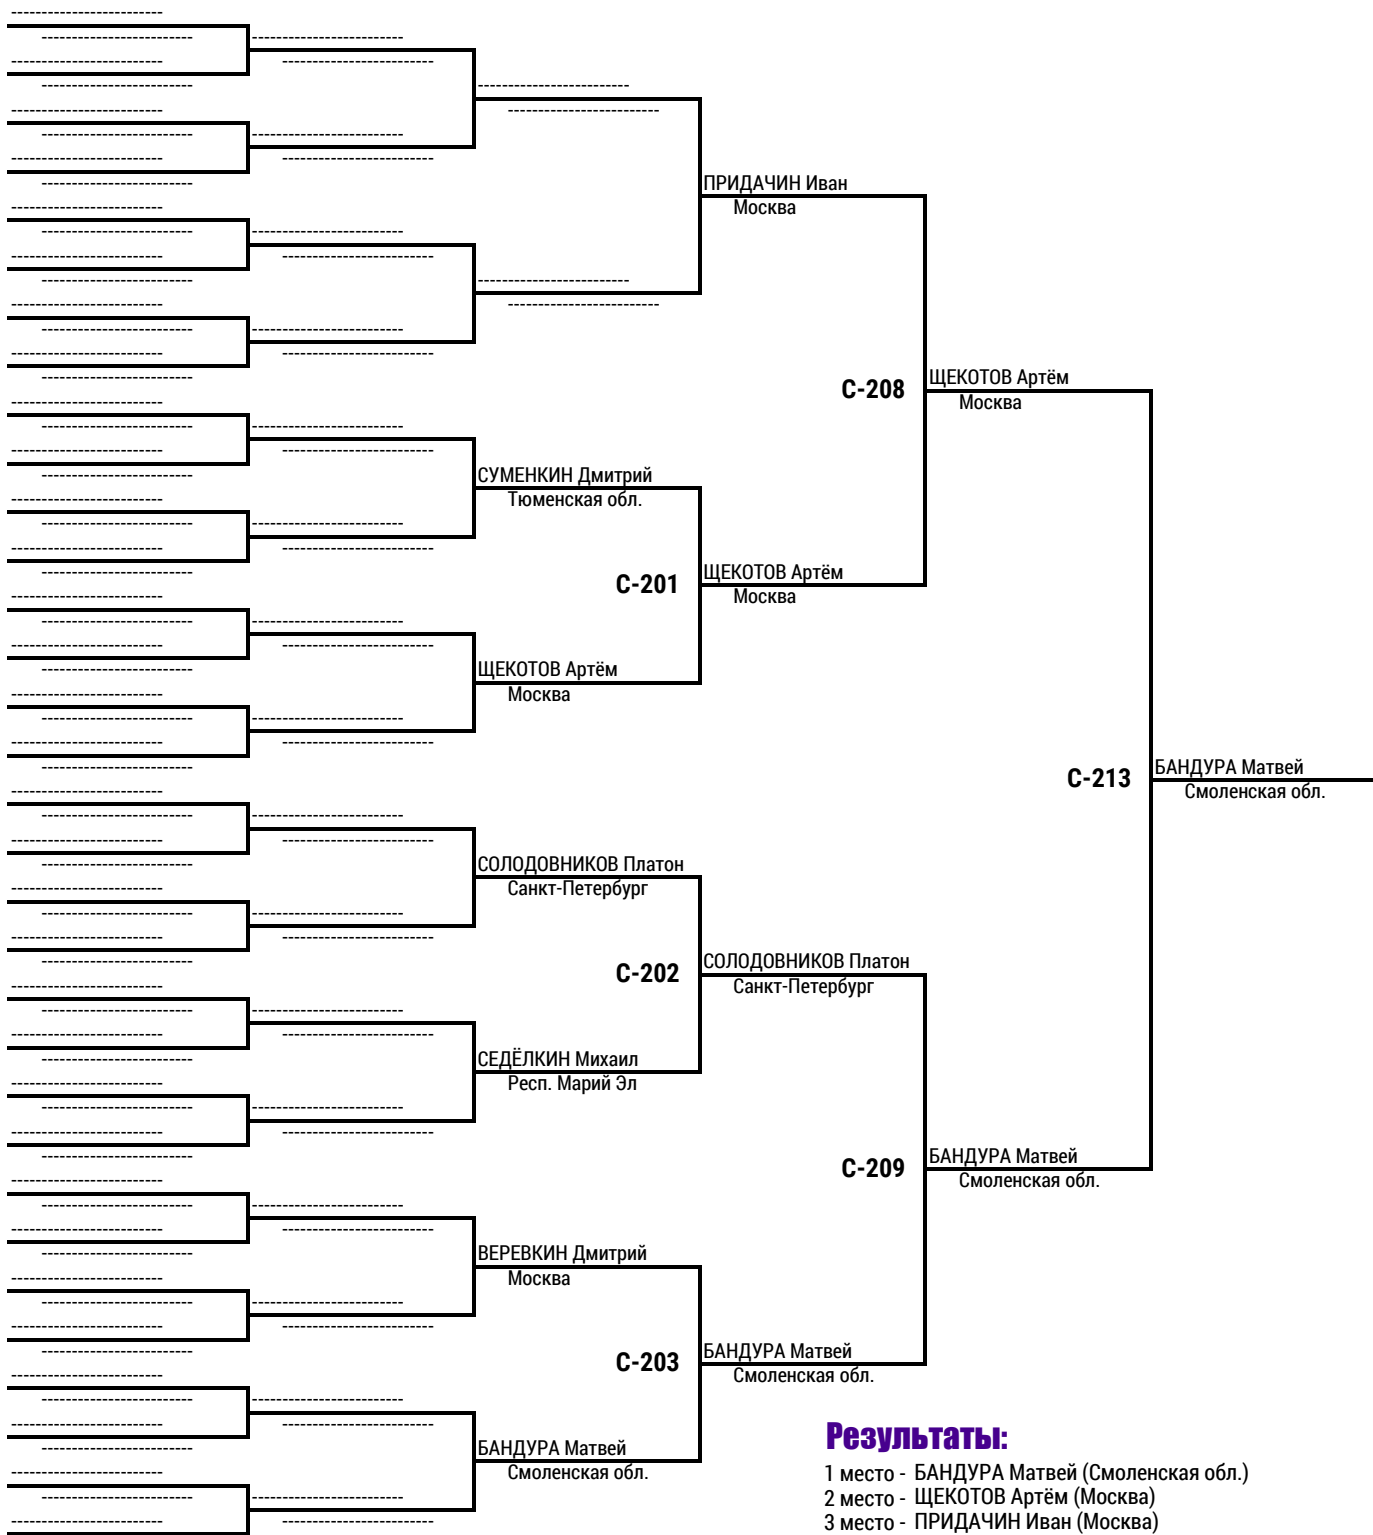 ПРИДАЧИН Иван
Москва
С-208
ЩЕКОТОВ Артём
Москва
СУМЕНКИН Дмитрий
Тюменская обл.
С-201
ЩЕКОТОВ Артём
Москва
ЩЕКОТОВ Артём
Москва
С-213
БАНДУРА Матвей
Смоленская обл.
СОЛОДОВНИКОВ Платон
Санкт-Петербург
С-202
СОЛОДОВНИКОВ Платон
Санкт-Петербург
СЕДЁЛКИН Михаил
Респ. Марий Эл
С-209
БАНДУРА Матвей
Смоленская обл.
ВЕРЕВКИН Дмитрий
Москва
С-203
БАНДУРА Матвей
Смоленская обл.
БАНДУРА Матвей
Смоленская обл.
Результаты:
1 место - БАНДУРА Матвей (Смоленская обл.)
2 место - ЩЕКОТОВ Артём (Москва)
3 место - ПРИДАЧИН Иван (Москва)